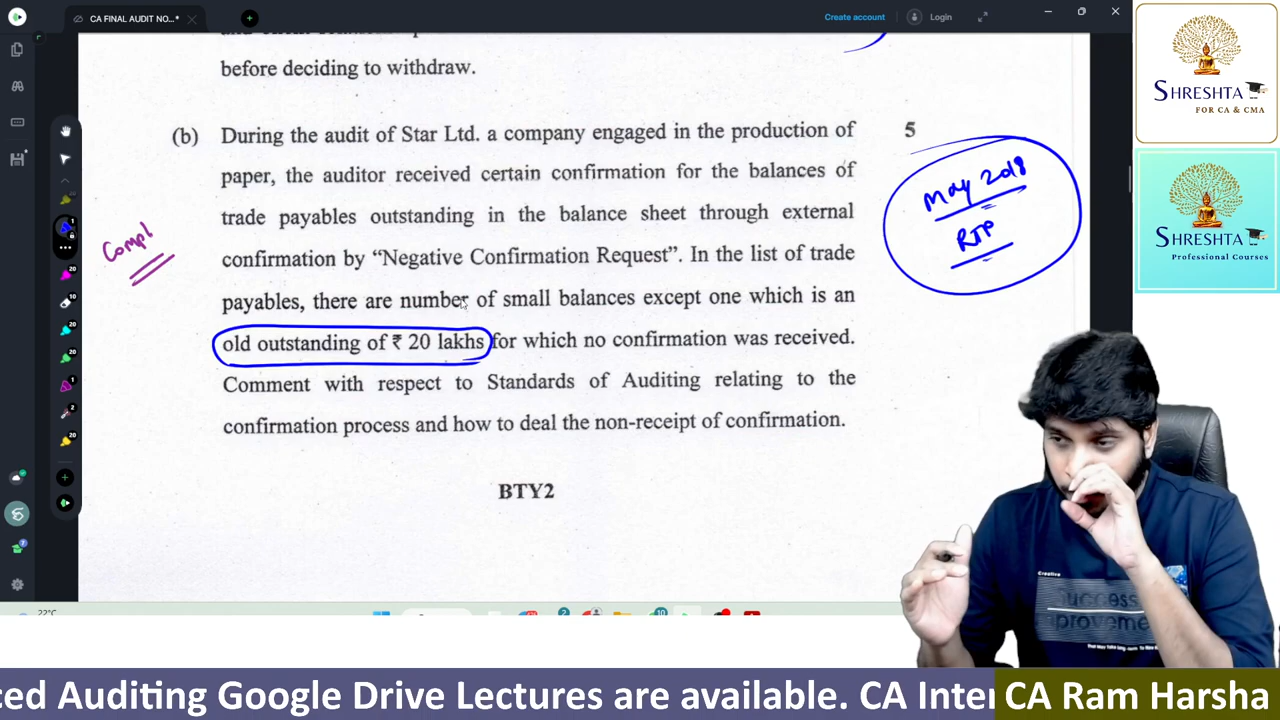 CA FINAL AUDIT NO...*
Create account
Login
before deciding to withdraw.
(b) During the audit of Star Ltd. a company engaged in the production of 5
paper, the auditor received certain confirmation for the balances of
trade payables outstanding in the balance sheet through external
confirmation by “Negative Confirmation Request”. In the list of trade
payables, there are number of small balances except one which is an
old outstanding of ₹ 20 lakhs for which no confirmation was received.
Comment with respect to Standards of Auditing relating to the
confirmation process and how to deal the non-receipt of confirmation.
BTY2
Compl
May 2018
RTP
SHRESHTA
FOR CA & CMA
SHRESHTA
Professional Courses
22°C
Creative
Success
provement
ced Auditing Google Drive Lectures are available. CA Inter
CA Ram Harsha